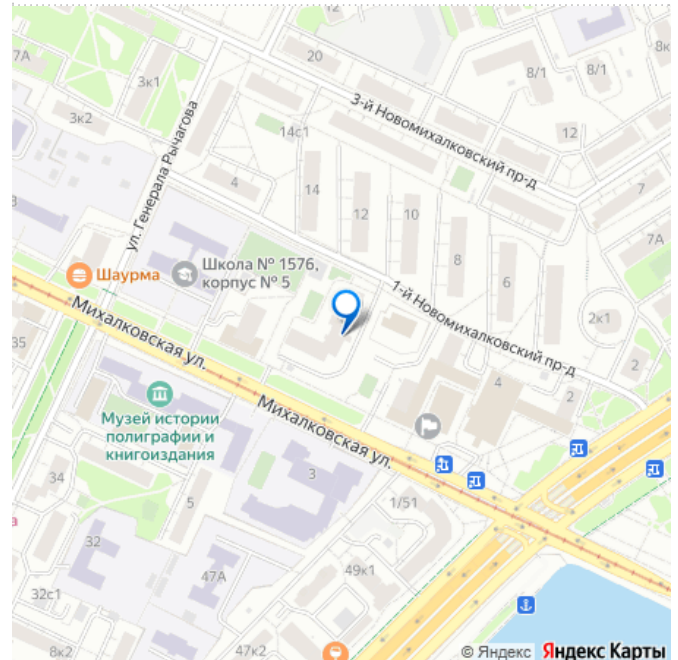 7А
20
8/1
8/1
8к
3к1
3-й Новомихалковский пр-д
3к2
ул. Генерала Рычагова
14с1
12
4
14
12
10
7
3
8
7А
Школа № 1576,
корпус № 5
Шаурма
6
1-й Новомихалковский пр-д
2к1
Михалковская ул.
35
2
4
2
Музей истории
полиграфии и
книгоиздания
Михалковская ул.
34
3
5
1/51
а
32
47А
49к1
32с1
8к2
47к2
© Яндекс Яндекс Карты